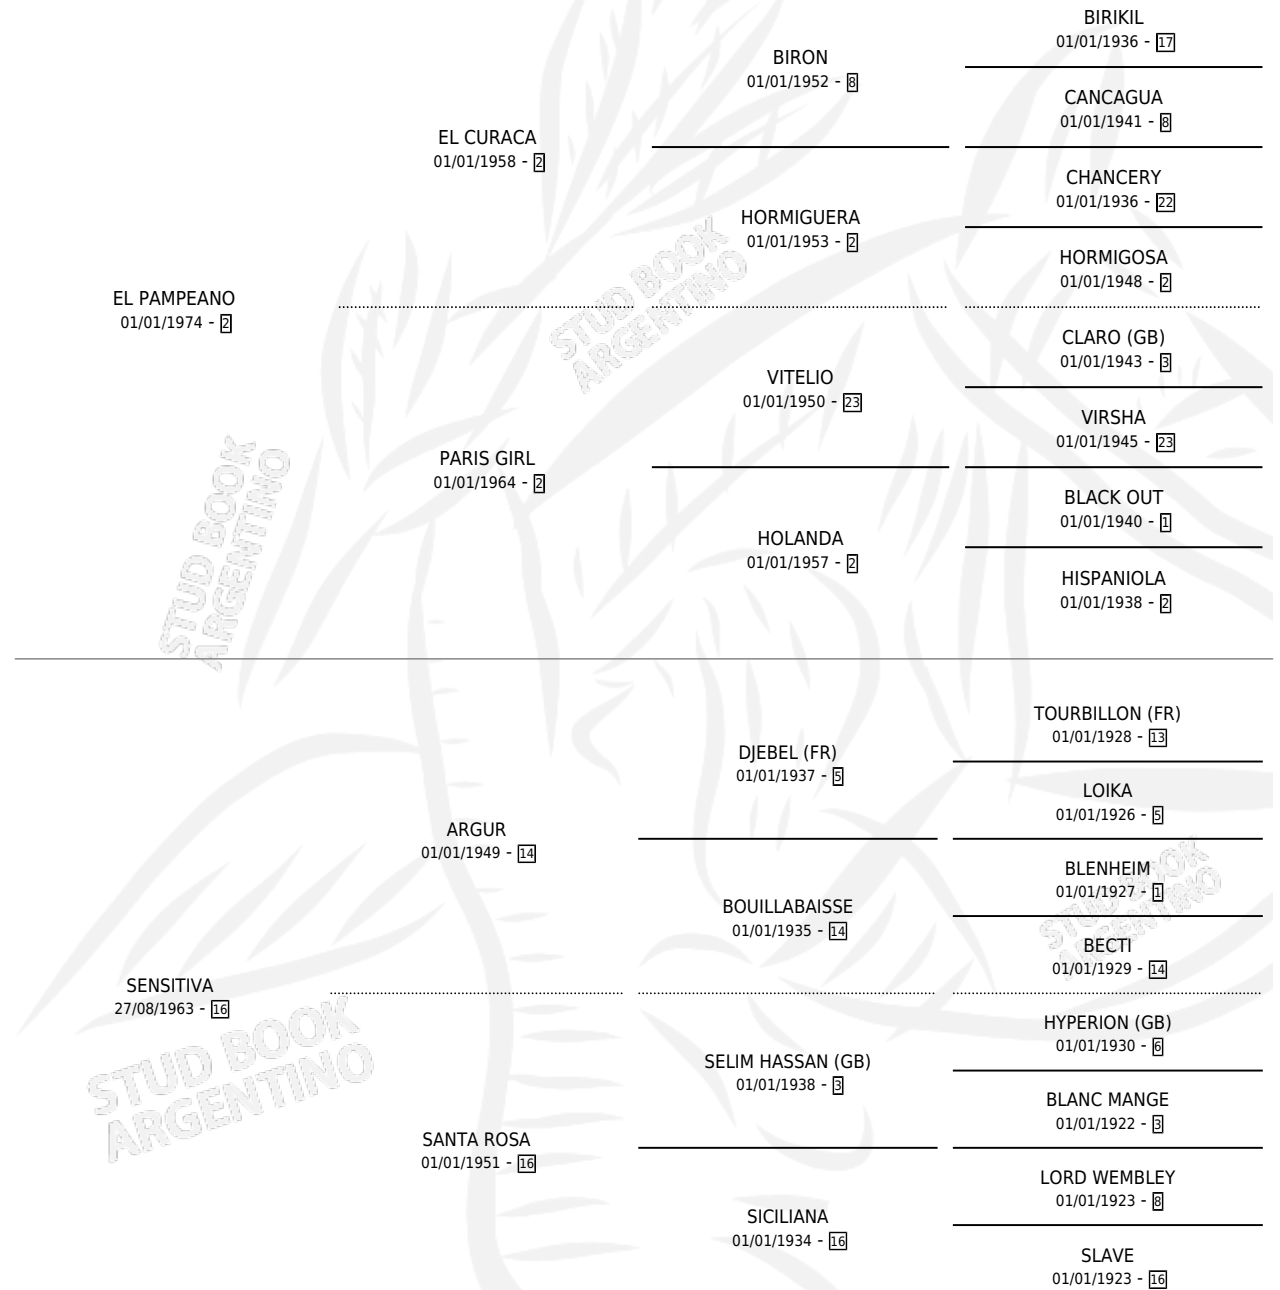 BIRIKIL
01/01/1936 - 17
BIRON
01/01/1952 - 8
CANCAGUA
01/01/1941 - 8
EL CURACA
01/01/1958 - 2
CHANCERY
01/01/1936 - 22
HORMIGUERA
01/01/1953 - 2
HORMIGOSA
01/01/1948 - 2
EL PAMPEANO
01/01/1974 - 2
STUD BOOK
ARGENTINO
CLARO (GB)
01/01/1943 - 3
VITELIO
01/01/1950 - 23
VIRSHA
01/01/1945 - 23
PARIS GIRL
01/01/1964 - 2
BLACK OUT
01/01/1940 - 1
HOLANDA
01/01/1957 - 2
HISPANIOLA
01/01/1938 - 2
STUD BOOK
ARGENTINO
TOURBILLON (FR)
01/01/1928 - 13
DJEBEL (FR)
01/01/1937 - 5
LOIKA
01/01/1926 - 5
ARGUR
01/01/1949 - 14
BLENHEIM
01/01/1927 - 1
BOUILLABAISSE
01/01/1935 - 14
STUD BOOK
ARGENTINO
BECTI
01/01/1929 - 14
SENSITIVA
27/08/1963 - 16
HYPERION (GB)
01/01/1930 - 6
STUD BOOK
ARGENTINO
SELIM HASSAN (GB)
01/01/1938 - 3
BLANC MANGE
01/01/1922 - 3
SANTA ROSA
01/01/1951 - 16
LORD WEMBLEY
01/01/1923 - 8
SICILIANA
01/01/1934 - 16
SLAVE
01/01/1923 - 16